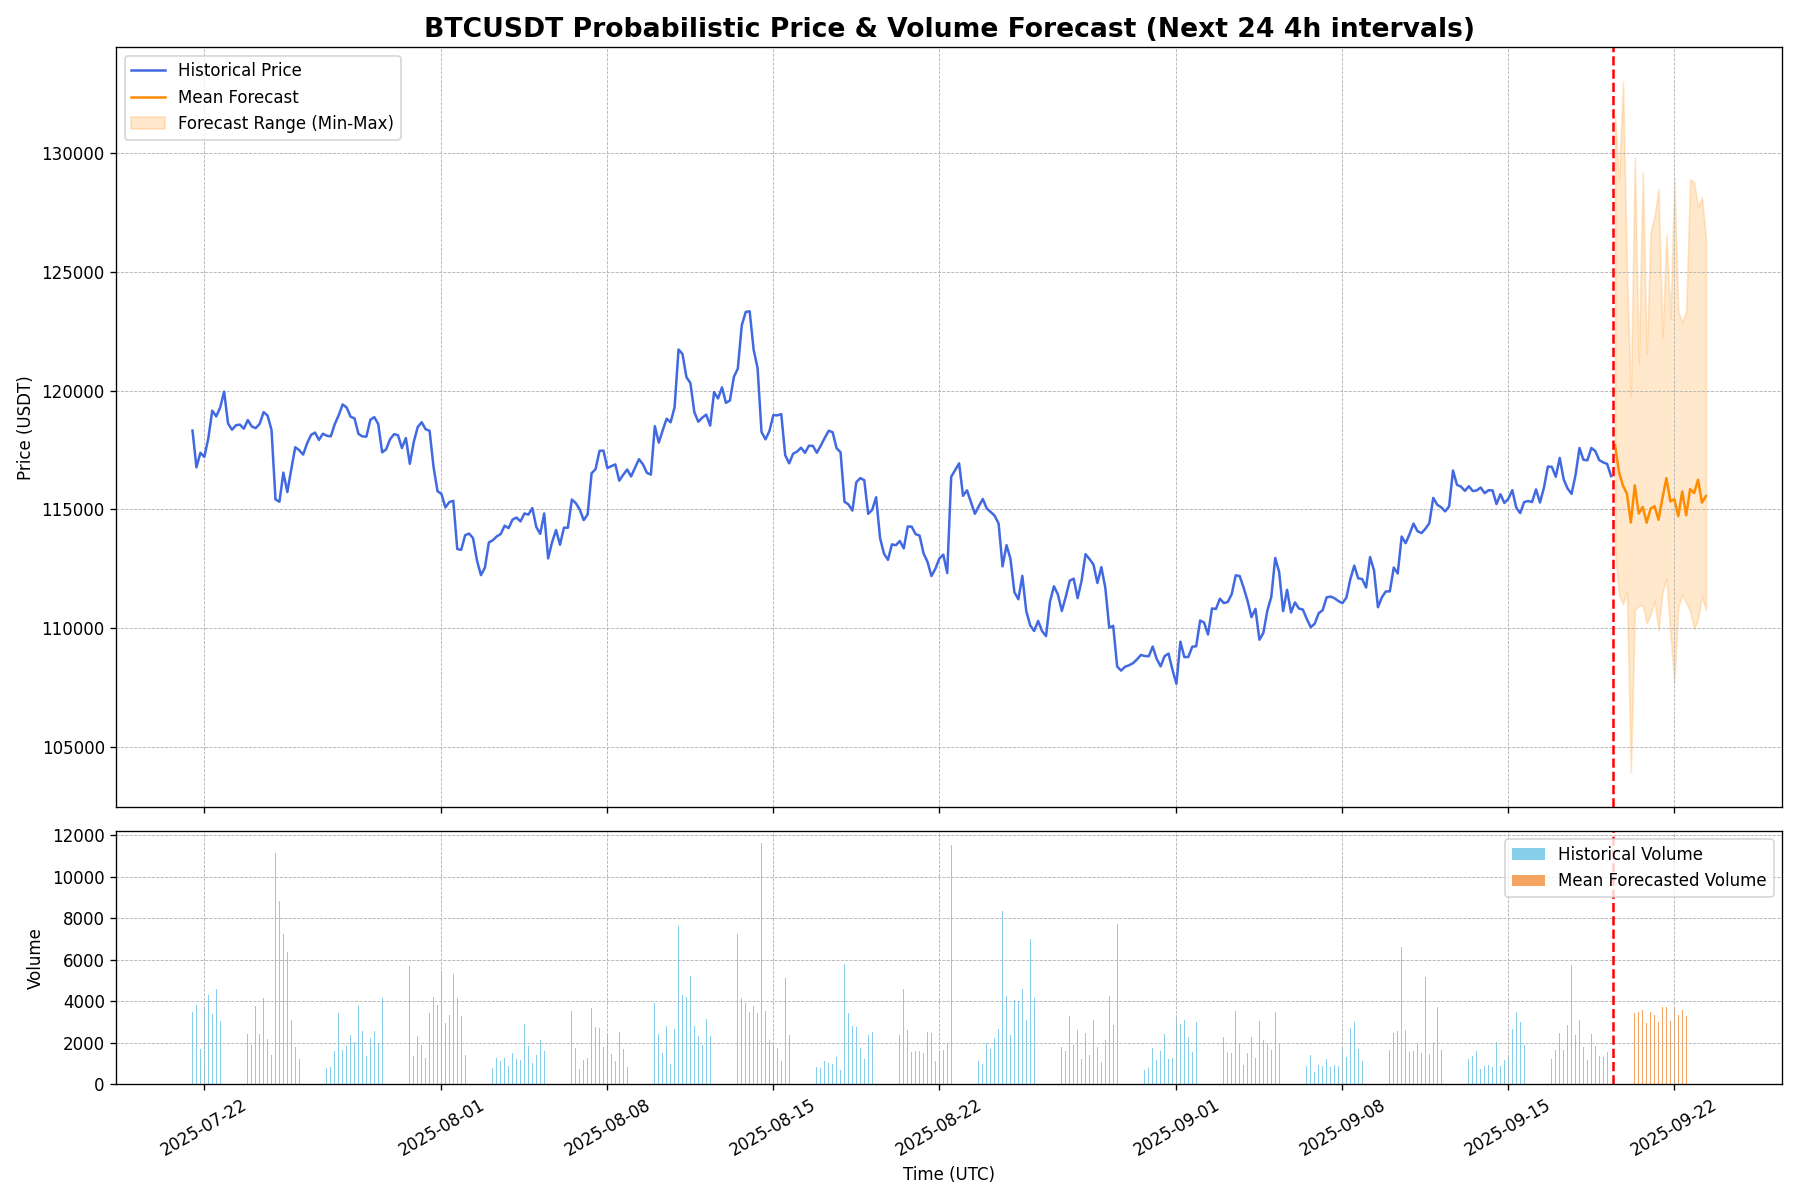 BTCUSDT Probabilistic Price & Volume Forecast (Next 24 4h intervals)
Historical Price
Mean Forecast
Forecast Range (Min-Max)
Price (USDT)
130000
125000
120000
115000
110000
105000
Historical Volume
Mean Forecasted Volume
Volume
12000
10000
8000
6000
4000
2000
0
2025-07-22
2025-08-01
2025-08-08
2025-08-15
2025-08-22
2025-09-01
2025-09-08
2025-09-15
2025-09-22
Time (UTC)